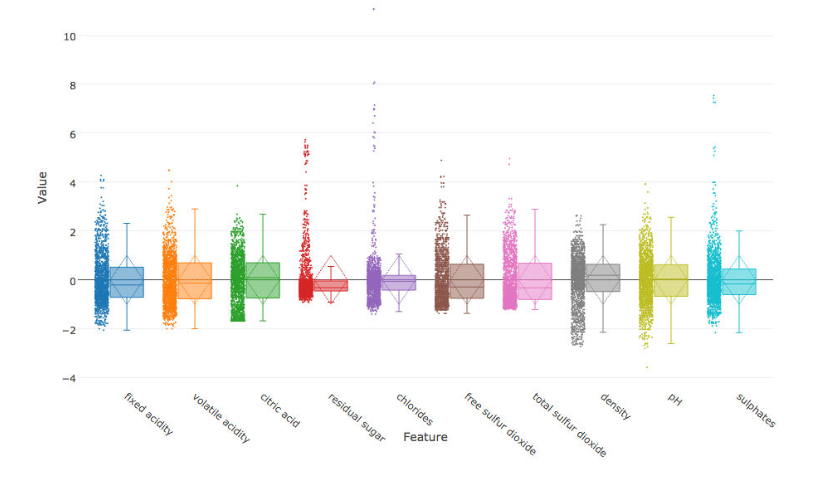 10
8
6
4
2
0
−2
−4
Value
fixed acidity
volatile acidity
citric acid
residual sugar
chlorides
free sulfur dioxide
total sulfur dioxide
density
pH
sulphates
Feature